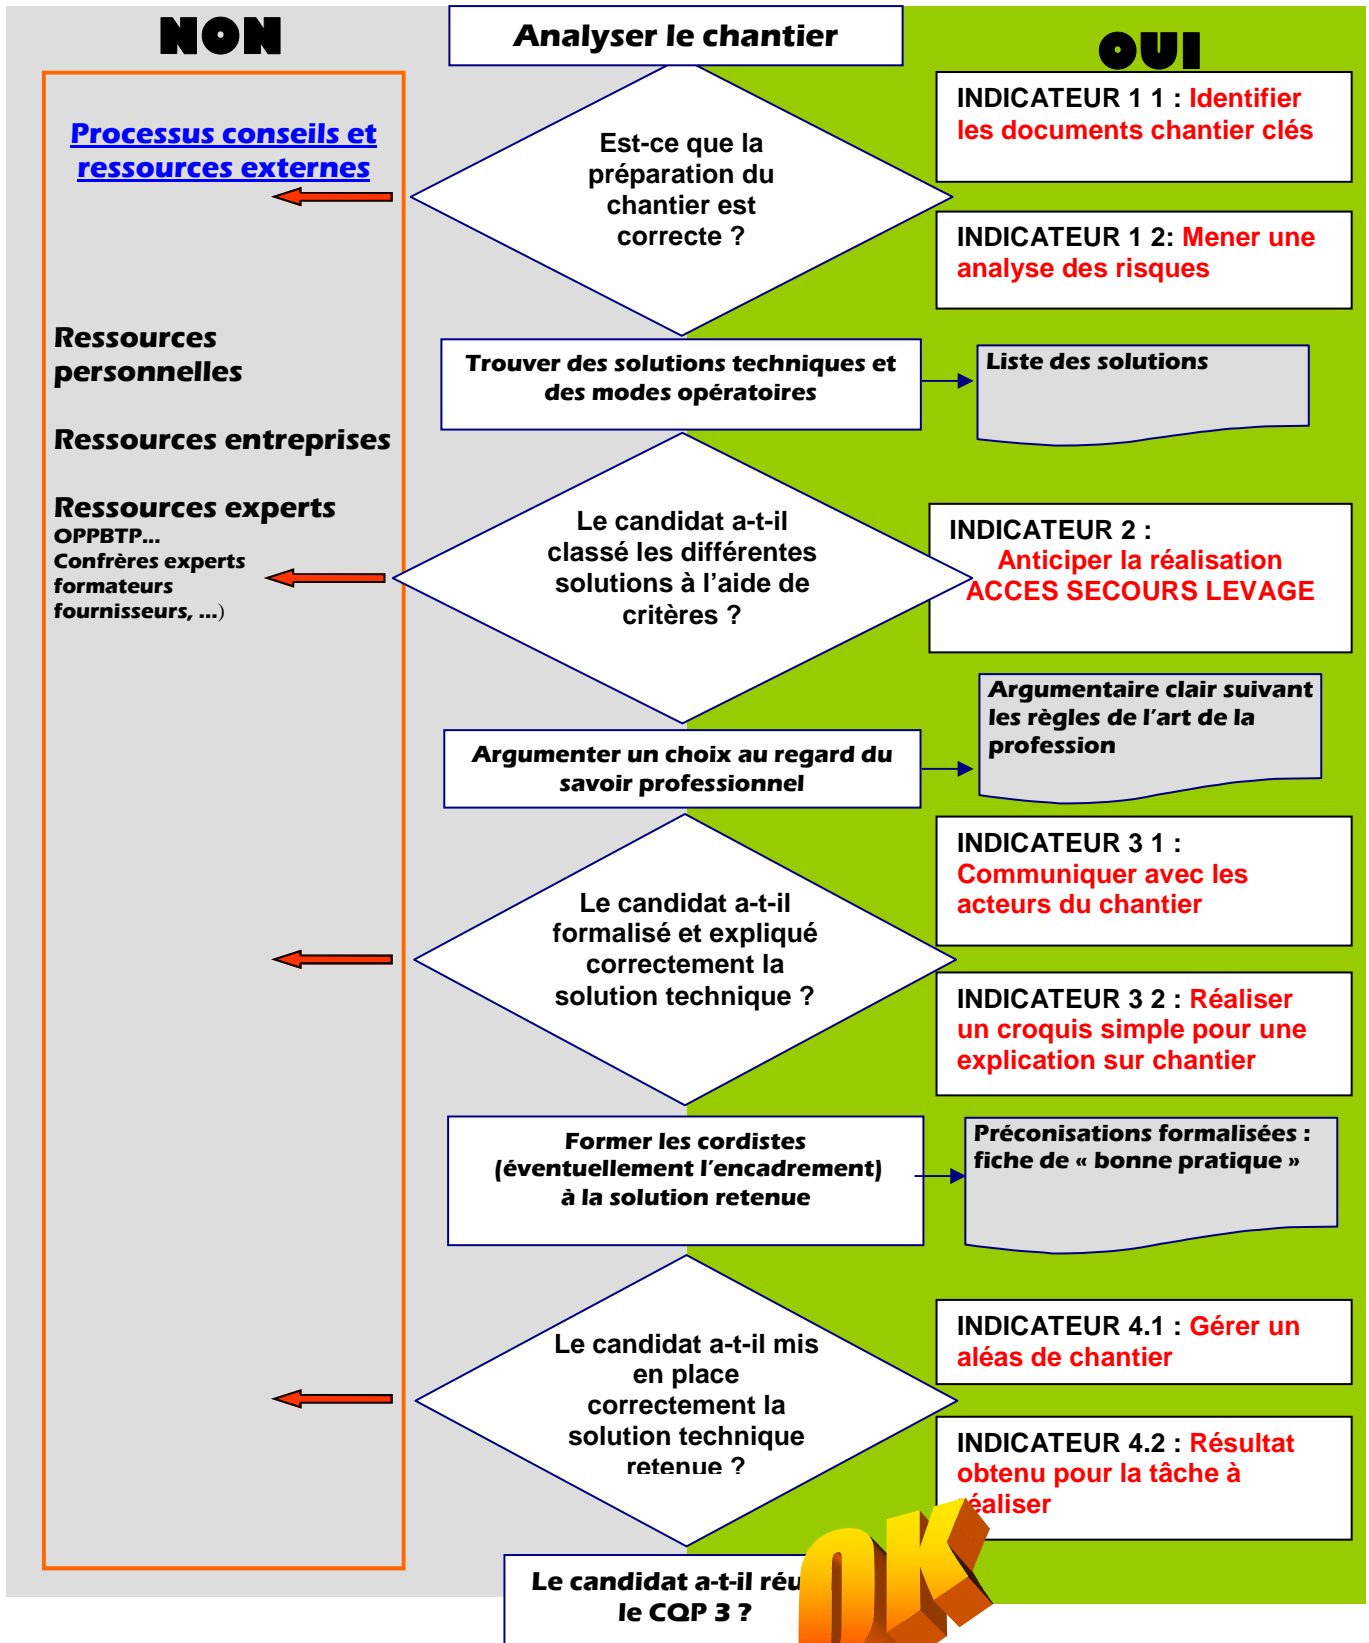 NON
Analyser le chantier
OUI
Processus conseils et
ressources externes
Est-ce que la
préparation du
chantier est
correcte ?
INDICATEUR 1 1 : Identifier
les documents chantier clés
INDICATEUR 1 2: Mener une
analyse des risques
Ressources
personnelles
Ressources entreprises
Ressources experts
OPPBTP...
Confrères experts
formateurs
fournisseurs, ...)
Trouver des solutions techniques et
des modes opératoires
Liste des solutions
Le candidat a-t-il
classé les différentes
solutions à l’aide de
critères ?
INDICATEUR 2 :
Anticiper la réalisation
ACCES SECOURS LEVAGE
Argumenter un choix au regard du
savoir professionnel
Argumentaire clair suivant
les règles de l’art de la
profession
Le candidat a-t-il
formalisé et expliqué
correctement la
solution technique ?
INDICATEUR 3 1 :
Communiquer avec les
acteurs du chantier
INDICATEUR 3 2 : Réaliser
un croquis simple pour une
explication sur chantier
Former les cordistes
(éventuellement l’encadrement)
à la solution retenue
Préconisations formalisées :
fiche de « bonne pratique »
Le candidat a-t-il mis
en place
correctement la
solution technique
retenue ?
INDICATEUR 4.1 : Gérer un
aléas de chantier
INDICATEUR 4.2 : Résultat
obtenu pour la tâche à
réaliser
Le candidat a-t-il réu
le CQP 3 ?
OK